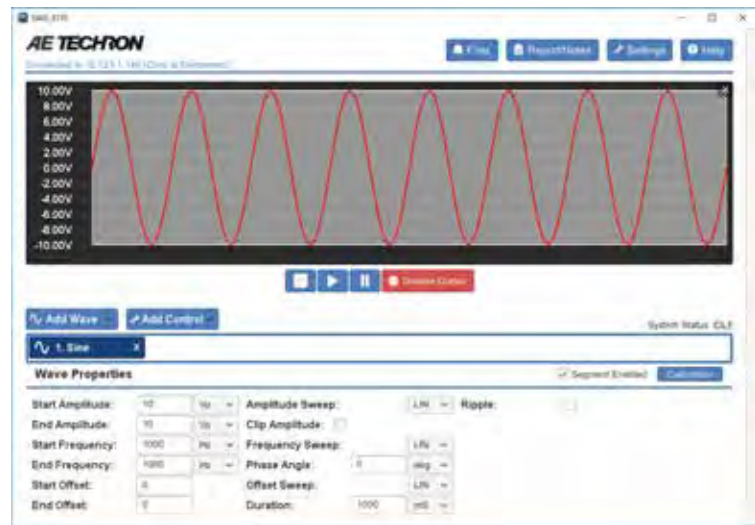 AE TECHRON
Files Report/Notes Settings Help
10.00V
8.00V
6.00V
4.00V
2.00V
0.00V
-2.00V
-4.00V
-6.00V
-8.00V
-10.00V
Add Wave Add Control
System Status: IDLE
1. Sine x
Wave Properties Segment Enabled
Start Amplitude: 10 Amplitude Sweep: LIN Ripple:
End Amplitude: 10 Clip Amplitude:
Start Frequency: 1000 Hz Frequency Sweep: LIN
End Frequency: 1000 Hz Phase Angle: 0 deg
Start Offset: 0 Offset Sweep: LIN
End Offset: 0 Duration: 1000 mS